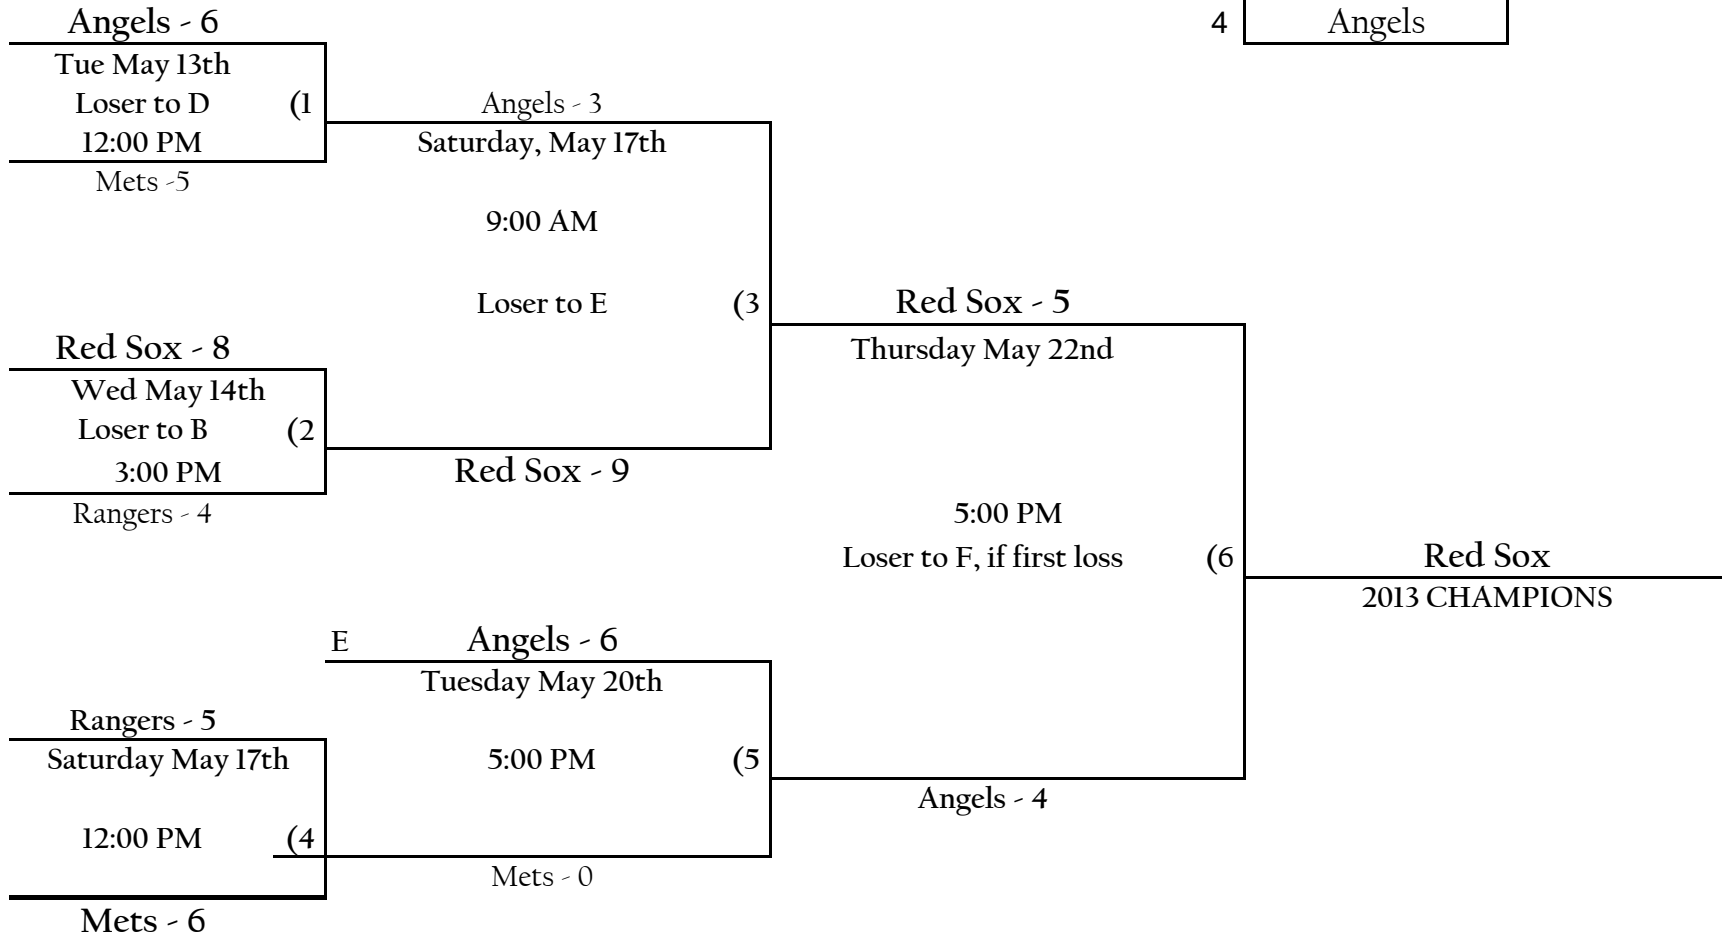 Angels - 6
4
Angels
Tue May 13th
Loser to D
(1
12:00 PM
Mets -5
Angels - 3
Saturday, May 17th
9:00 AM
Loser to E
(3
Red Sox - 8
Wed May 14th
Loser to B
(2
3:00 PM
Rangers - 4
Red Sox - 9
Red Sox - 5
Thursday May 22nd
5:00 PM
Loser to F, if first loss
(6
Red Sox
2013 CHAMPIONS
E
Angels - 6
Tuesday May 20th
5:00 PM
(5
Angels - 4
Rangers - 5
Saturday May 17th
12:00 PM
(4
Mets - 0
Mets - 6